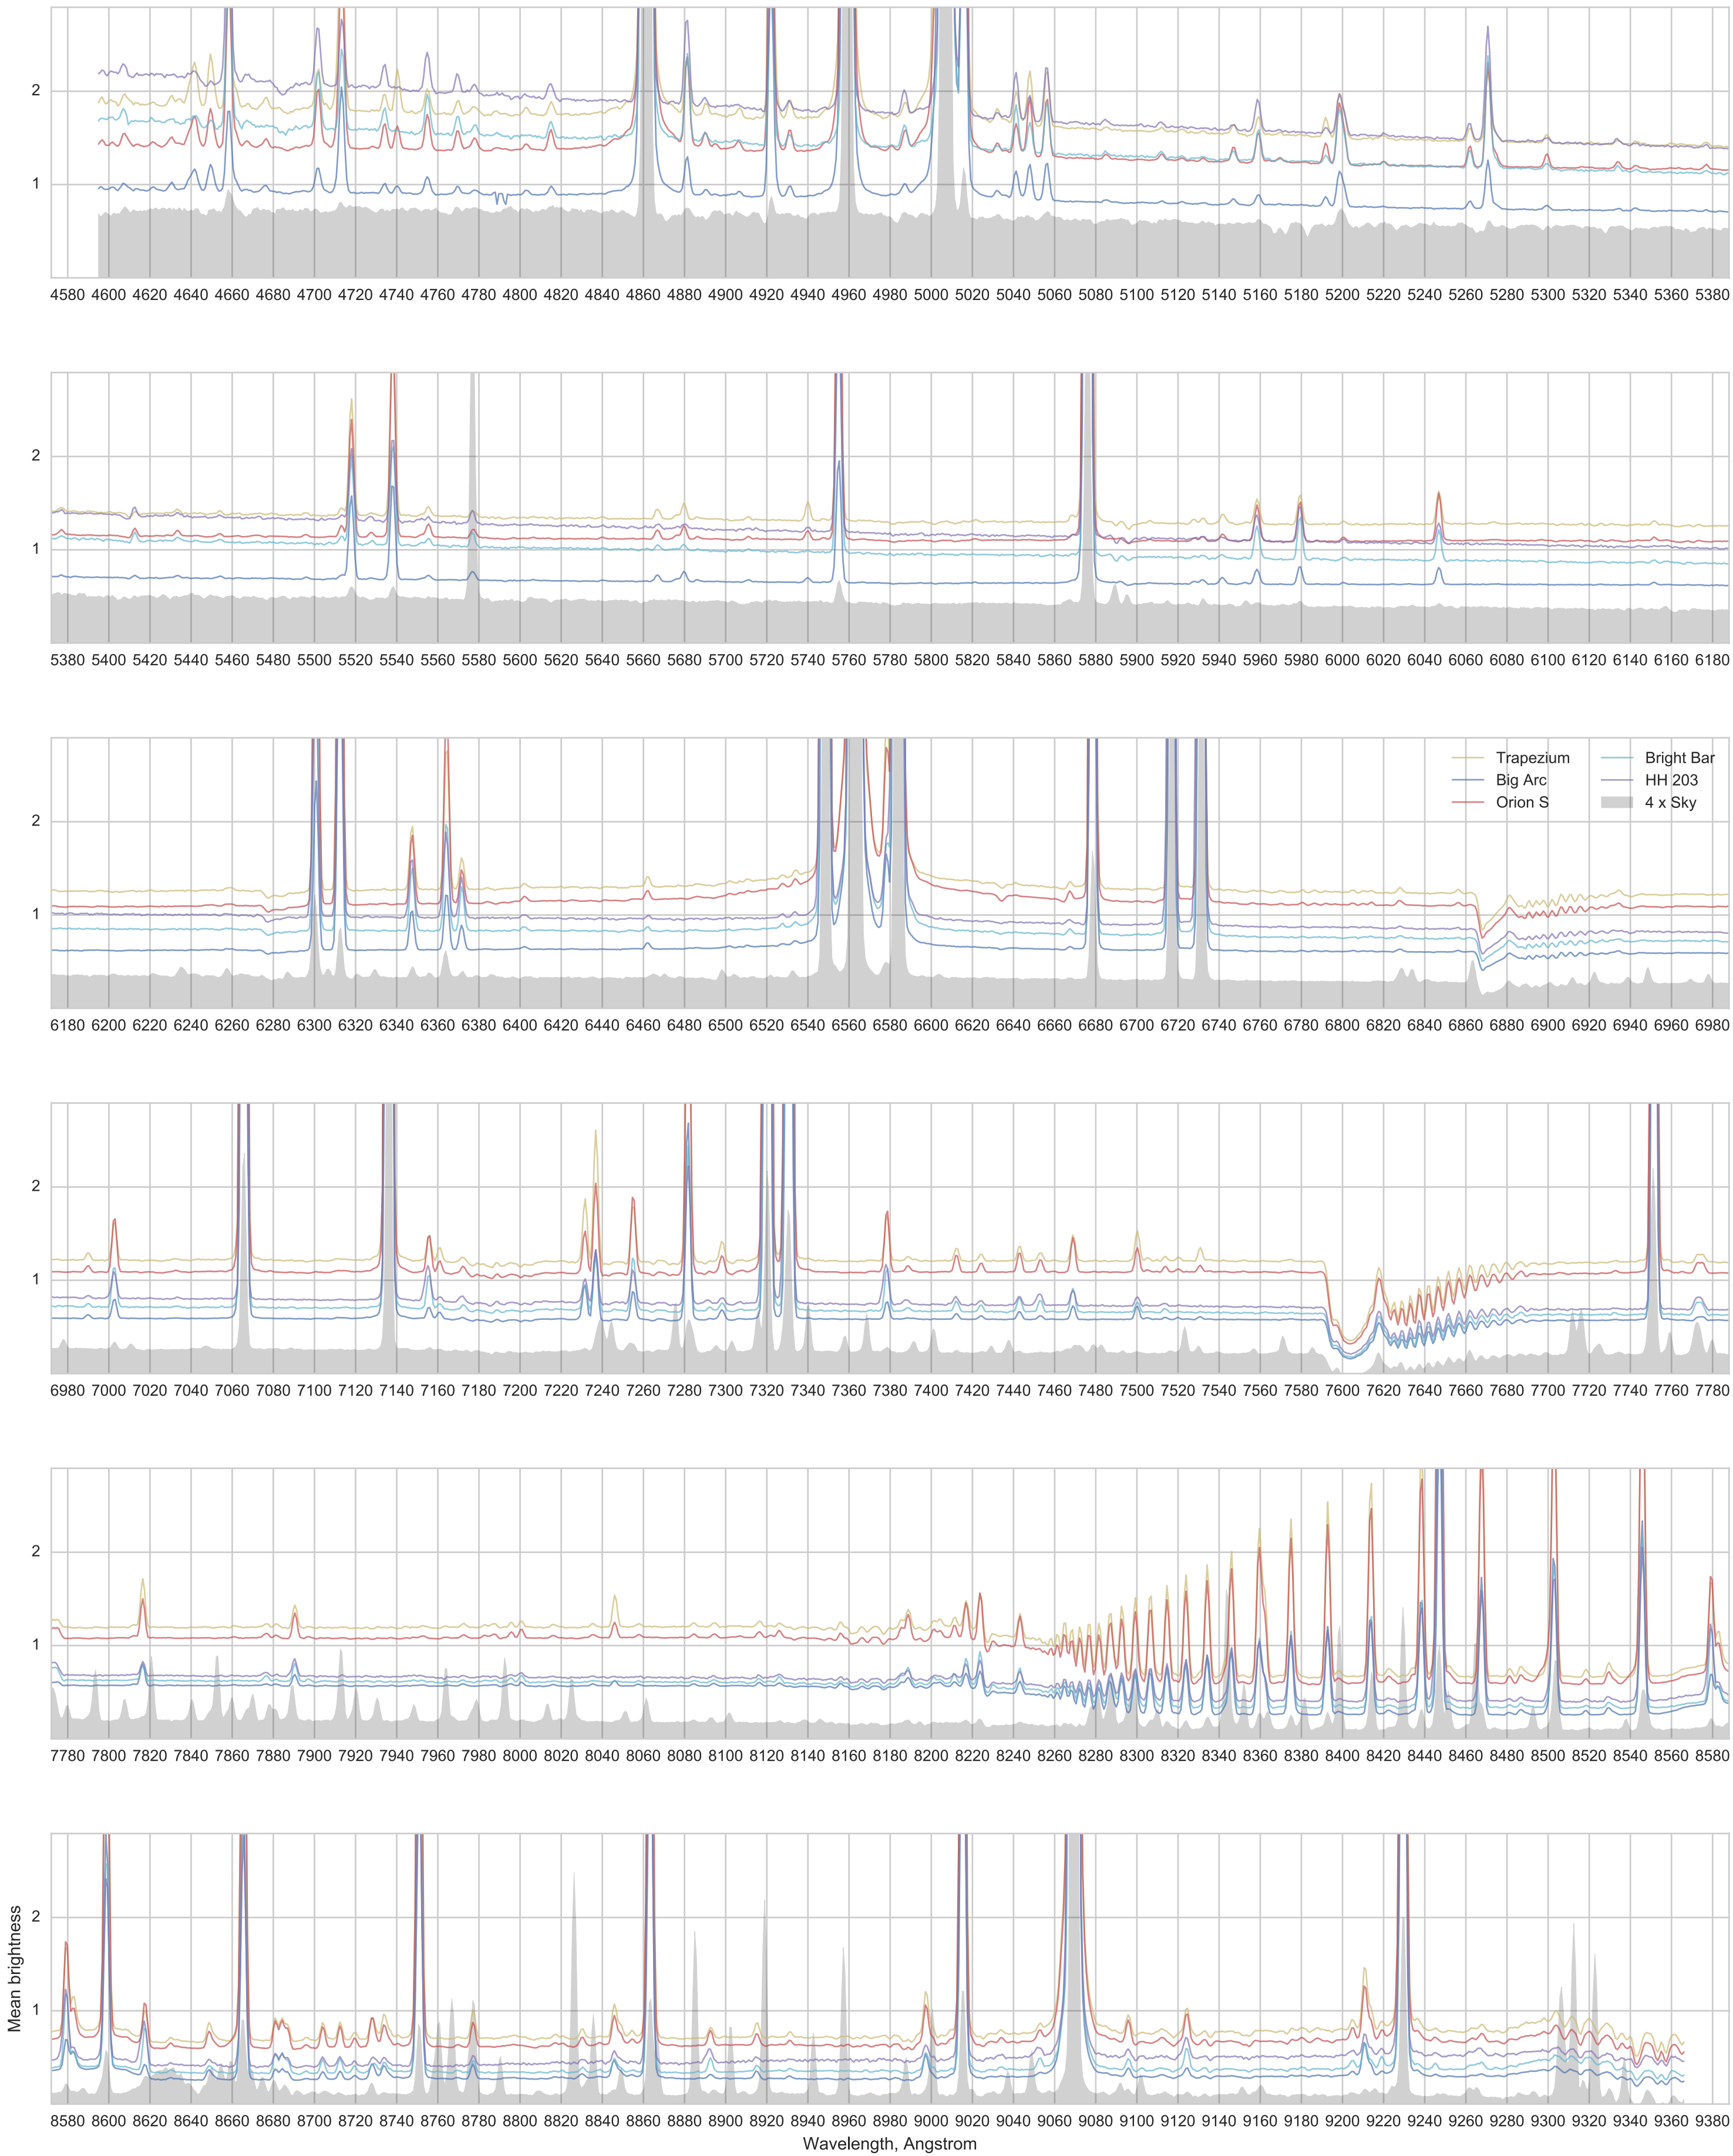 2
1
4580 4600 4620 4640 4660 4680 4700 4720 4740 4760 4780 4800 4820 4840 4860 4880 4900 4920 4940 4960 4980 5000 5020 5040 5060 5080 5100 5120 5140 5160 5180 5200 5220 5240 5260 5280 5300 5320 5340 5360 5380
2
1
5380 5400 5420 5440 5460 5480 5500 5520 5540 5560 5580 5600 5620 5640 5660 5680 5700 5720 5740 5760 5780 5800 5820 5840 5860 5880 5900 5920 5940 5960 5980 6000 6020 6040 6060 6080 6100 6120 6140 6160 6180
Trapezium Bright Bar
Big Arc HH 203
Orion S 4 x Sky
2
1
6180 6200 6220 6240 6260 6280 6300 6320 6340 6360 6380 6400 6420 6440 6460 6480 6500 6520 6540 6560 6580 6600 6620 6640 6660 6680 6700 6720 6740 6760 6780 6800 6820 6840 6860 6880 6900 6920 6940 6960 6980
2
1
6980 7000 7020 7040 7060 7080 7100 7120 7140 7160 7180 7200 7220 7240 7260 7280 7300 7320 7340 7360 7380 7400 7420 7440 7460 7480 7500 7520 7540 7560 7580 7600 7620 7640 7660 7680 7700 7720 7740 7760 7780
2
1
7780 7800 7820 7840 7860 7880 7900 7920 7940 7960 7980 8000 8020 8040 8060 8080 8100 8120 8140 8160 8180 8200 8220 8240 8260 8280 8300 8320 8340 8360 8380 8400 8420 8440 8460 8480 8500 8520 8540 8560 8580
2
1
Mean brightness
8580 8600 8620 8640 8660 8680 8700 8720 8740 8760 8780 8800 8820 8840 8860 8880 8900 8920 8940 8960 8980 9000 9020 9040 9060 9080 9100 9120 9140 9160 9180 9200 9220 9240 9260 9280 9300 9320 9340 9360 9380
Wavelength, Angstrom